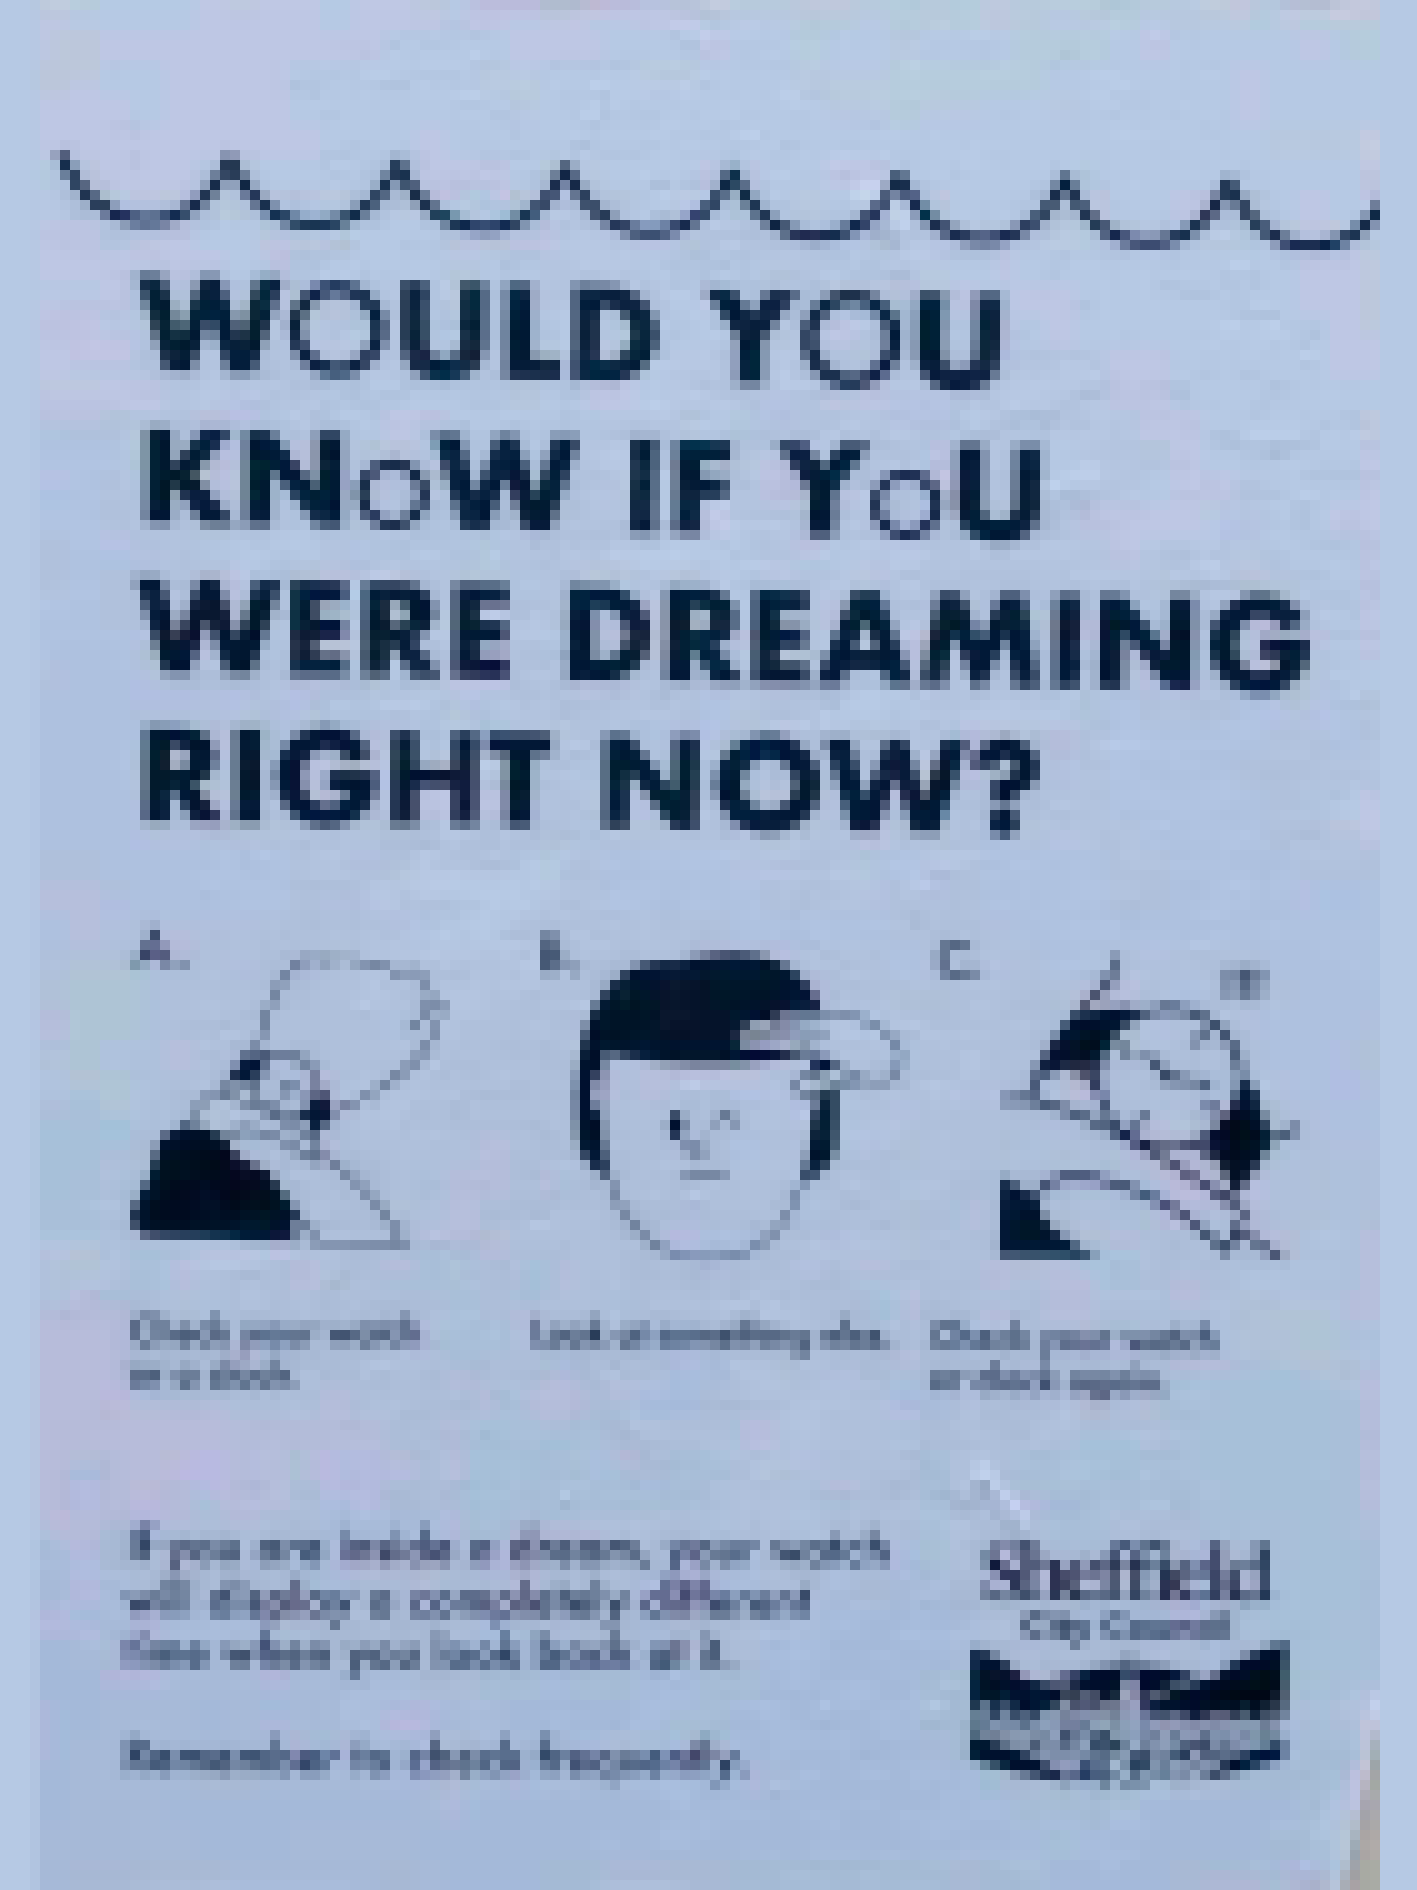 WOULD YOU
KNoW IF YoU
WERE DREAMING
RIGHT NOW?
A.
B.
C.
Check your watch
or a clock.
Look at something else.
Check your watch
or clock again.
If you are inside a dream, your watch
will display a completely different
time when you look back at it.
Remember to check frequently.
Sheffield
City Council